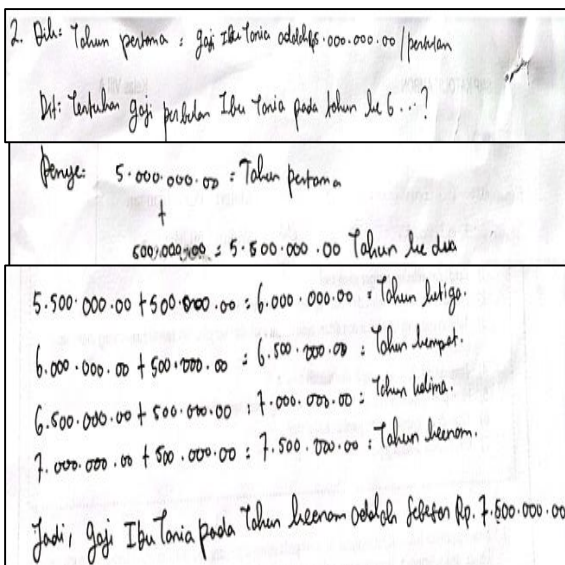 2. Dik: Tahun pertama : gaji Ibu Tania adalah 5.000.000.00 /perbulan
Dit: Tentukan gaji perbulan Ibu Tania pada tahun ke 6...?
Penye: 5.000.000.00 : Tahun pertama
+
500.000.00 : 5.500.000.00 Tahun ke dua
5.500.000.00 + 500.000.00 : 6.000.000.00 : Tahun ketiga.
6.000.000.00 + 500.000.00 : 6.500.000.00 : Tahun keempat.
6.500.000.00 + 500.000.00 : 7.000.000.00 : Tahun kelima.
7.000.000.00 + 500.000.00 : 7.500.000.00 : Tahun keenam.
Jadi, gaji Ibu Tania pada Tahun keenam adalah sebesar Rp. 7.500.000.00